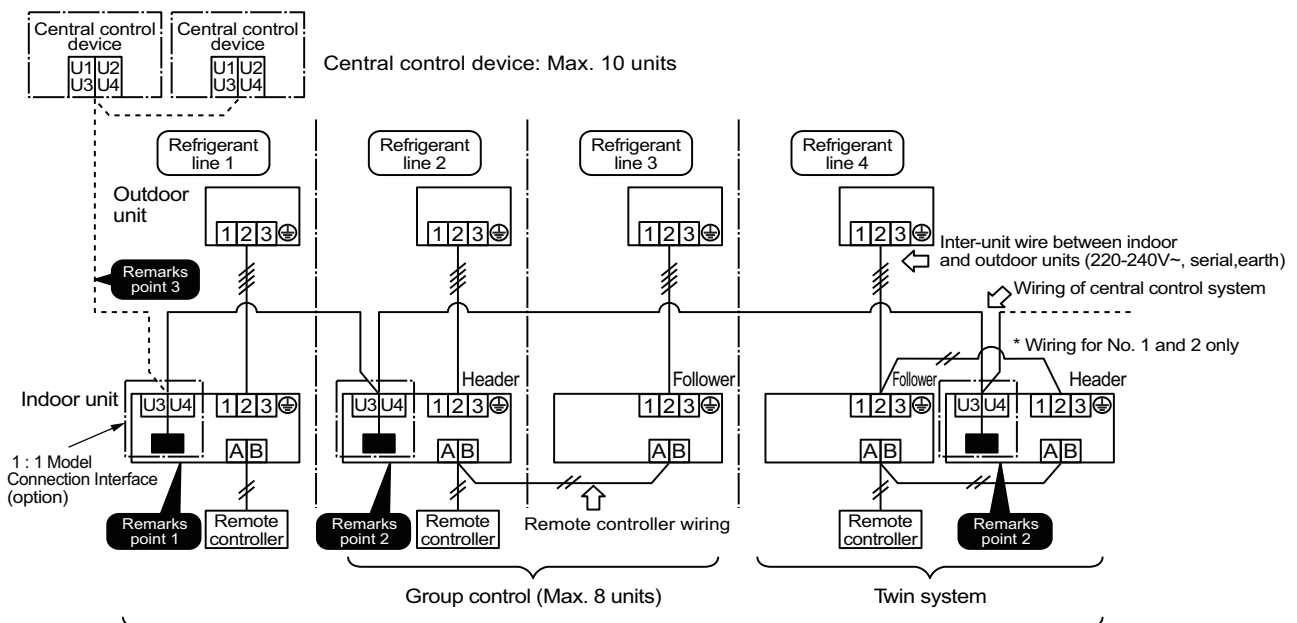 Central control
device
U1 U2
U3 U4
Central control
device
U1 U2
U3 U4
Central control device: Max. 10 units
Refrigerant
line 1
Refrigerant
line 2
Refrigerant
line 3
Refrigerant
line 4
Outdoor
unit
1 2 3
1 2 3
1 2 3
1 2 3
Inter-unit wire between indoor
and outdoor units (220-240V~, serial,earth)
Remarks
point 3
Wiring of central control system
* Wiring for No. 1 and 2 only
Indoor unit
U3 U4
1 2 3
A B
Header
U3 U4
1 2 3
A B
Follower
1 2 3
A B
Follower
1 2 3
A B
Header
U3 U4
1 2 3
A B
1 : 1 Model
Connection Interface
(option)
Remarks
point 1
Remote
controller
Remarks
point 2
Remote
controller
Remote controller wiring
Remote
controller
Remarks
point 2
Group control (Max. 8 units)
Twin system